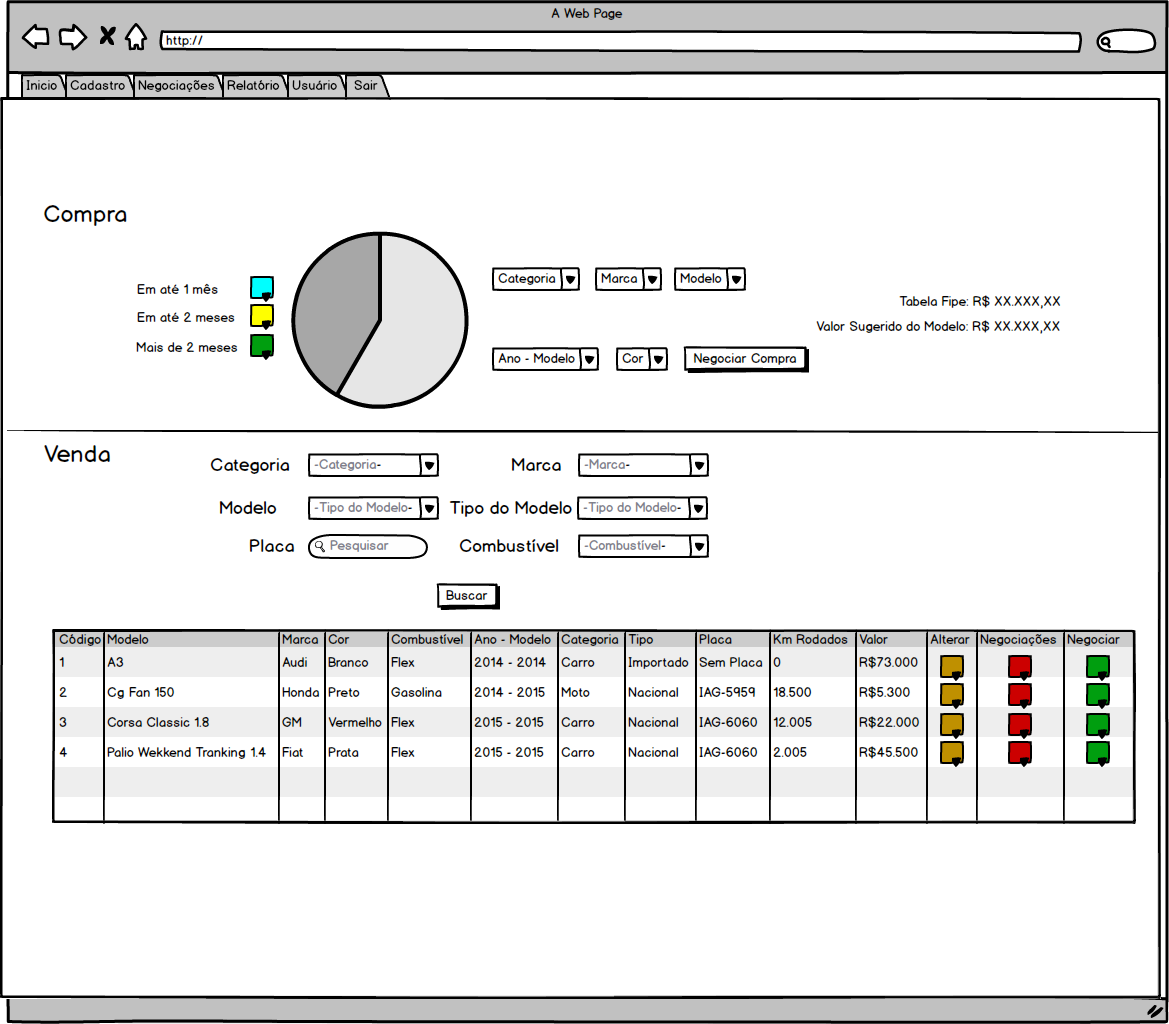 A Web Page
http://
Inicio Cadastro Negociações Relatório Usuário Sair
Compra
Em até 1 mês
Em até 2 meses
Mais de 2 meses
Categoria Marca Modelo
Tabela Fipe: R$ XX.XXX,XX
Valor Sugerido do Modelo: R$ XX.XXX,XX
Ano - Modelo Cor Negociar Compra
Venda
Categoria -Categoria- Marca -Marca-
Modelo -Tipo do Modelo- Tipo do Modelo -Tipo do Modelo-
Placa Pesquisar Combustível -Combustível-
Buscar
Código Modelo Marca Cor Combustível Ano - Modelo Categoria Tipo Placa Km Rodados Valor Alterar Negociações Negociar
1 A3 Audi Branco Flex 2014 - 2014 Carro Importado Sem Placa 0 R$73.000
2 Cg Fan 150 Honda Preto Gasolina 2014 - 2015 Moto Nacional IAG-5959 18.500 R$5.300
3 Corsa Classic 1.8 GM Vermelho Flex 2015 - 2015 Carro Nacional IAG-6060 12.005 R$22.000
4 Palio Wekkend Tranking 1.4 Fiat Prata Flex 2015 - 2015 Carro Nacional IAG-6060 2.005 R$45.500